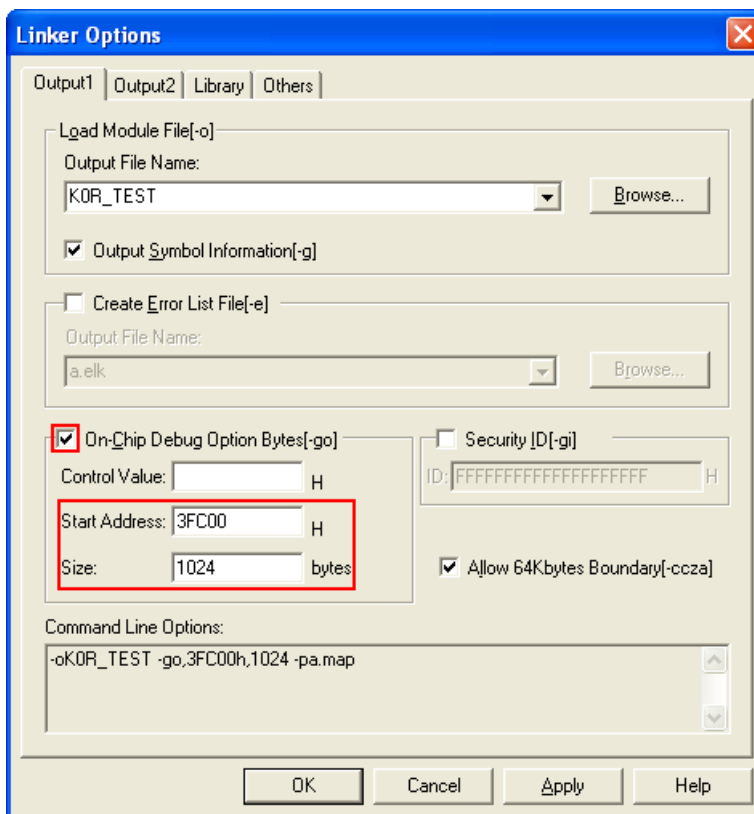 Linker Options
Output1 Output2 Library Others
Load Module File[-o]
Output File Name:
K0R_TEST Browse...
Output Symbol Information[-g]
Create Error List File[-e]
Output File Name:
a.elk Browse...
On-Chip Debug Option Bytes[-go] Security ID[-gi]
Control Value: H ID: FFFFFFFFFFFFFFFFFFFF H
Start Address: 3FC00 H
Size: 1024 bytes Allow 64Kbytes Boundary[-ccza]
Command Line Options:
-oK0R_TEST -go,3FC00h,1024 -pa.map
OK Cancel Apply Help